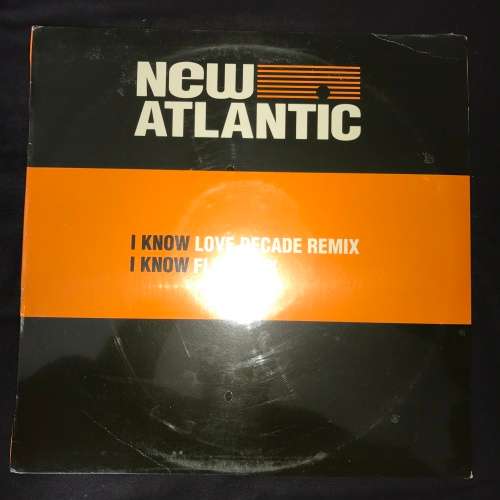 New
ATLANTIC
I KNOW LOVE DECADE REMIX
I KNOW